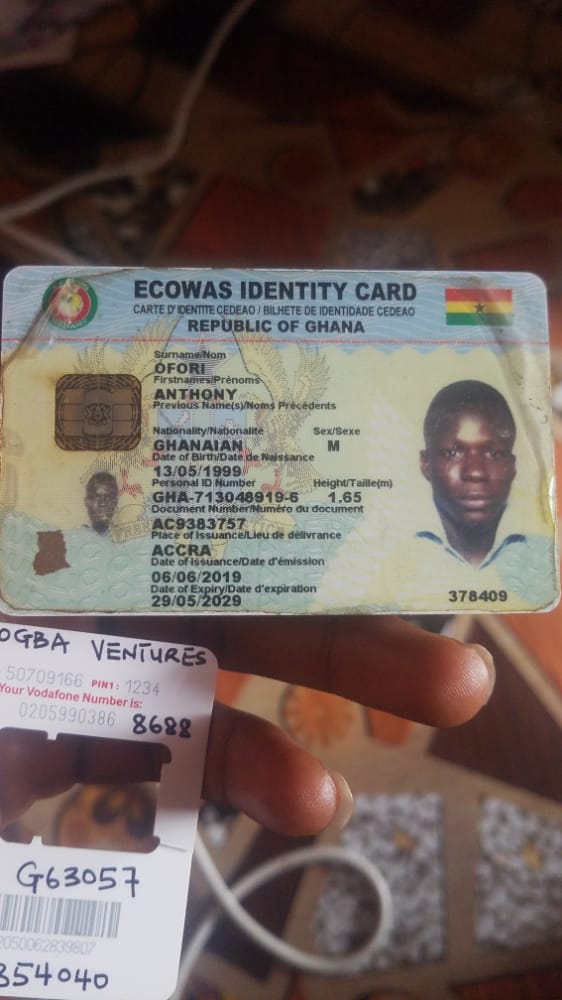 ECOWAS IDENTITY CARD
CARTE D'IDENTITE CEDEAO / BILHETE DE IDENTIDADE CEDEAO
REPUBLIC OF GHANA
Surname/Nom
OFORI
Firstnames/Prénoms
ANTHONY
Previous Name(s)/Noms Précédents
Nationality/Nationalité Sex/Sexe
GHANAIAN M
Date of Birth/Date de Naissance
13/05/1999
Personal ID Number Height/Taille(m)
GHA-713048919-6 1.65
Document Number/Numéro du document
AC9383757
Place of Issuance/Lieu de délivrance
ACCRA
Date of Issuance/Date d'émission
06/06/2019
Date of Expiry/Date d'expiration
29/05/2029
378409
OGBA VENTURES
50709166 PIN1: 1234
Your Vodafone Number is:
0205990386 8688
G63057
354040